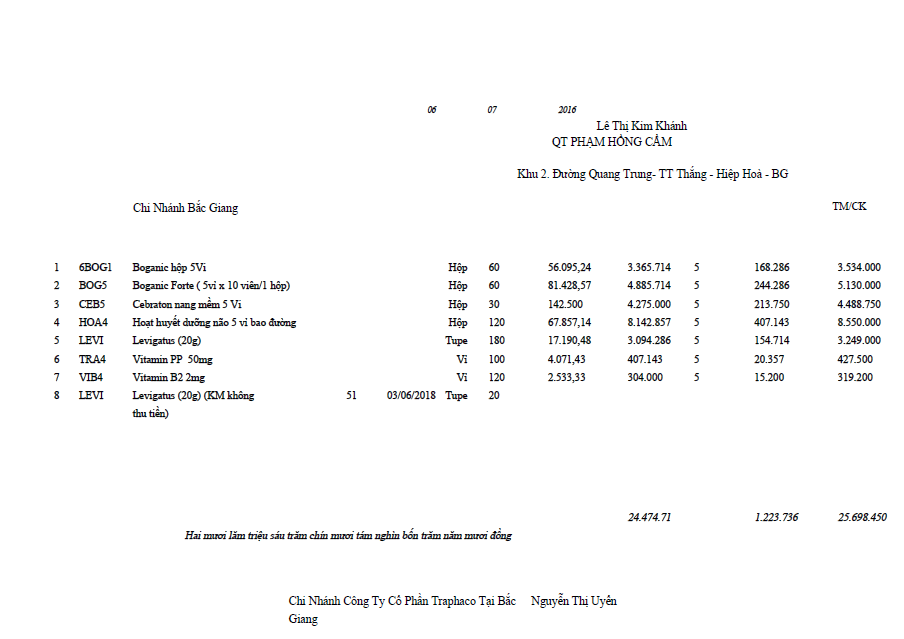 06 07 2016
Lê Thị Kim Khánh
QT PHẠM HỒNG CẨM
Khu 2. Đường Quang Trung- TT Thắng - Hiệp Hoà - BG
TM/CK
Chi Nhánh Bắc Giang
1 6BOG1 Boganic hộp 5Vi Hộp 60 56.095,24 3.365.714 5 168.286 3.534.000
2 BOG5 Boganic Forte ( 5vi x 10 viên/1 hộp) Hộp 60 81.428,57 4.885.714 5 244.286 5.130.000
3 CEB5 Cebraton nang mềm 5 Vi Hộp 30 142.500 4.275.000 5 213.750 4.488.750
4 HOA4 Hoạt huyết dưỡng não 5 vi bao đường Hộp 120 67.857,14 8.142.857 5 407.143 8.550.000
5 LEVI Levigatus (20g) Tupe 180 17.190,48 3.094.286 5 154.714 3.249.000
6 TRA4 Vitamin PP 50mg Vi 100 4.071,43 407.143 5 20.357 427.500
7 VIB4 Vitamin B2 2mg Vi 120 2.533,33 304.000 5 15.200 319.200
8 LEVI Levigatus (20g) (KM không 51 03/06/2018 Tupe 20
thu tiền)
24.474.71 1.223.736 25.698.450
Hai mươi lăm triệu sáu trăm chín mươi tám nghìn bốn trăm năm mươi đồng
Chi Nhánh Công Ty Cổ Phần Traphaco Tại Bắc Nguyễn Thị Uyên
Giang